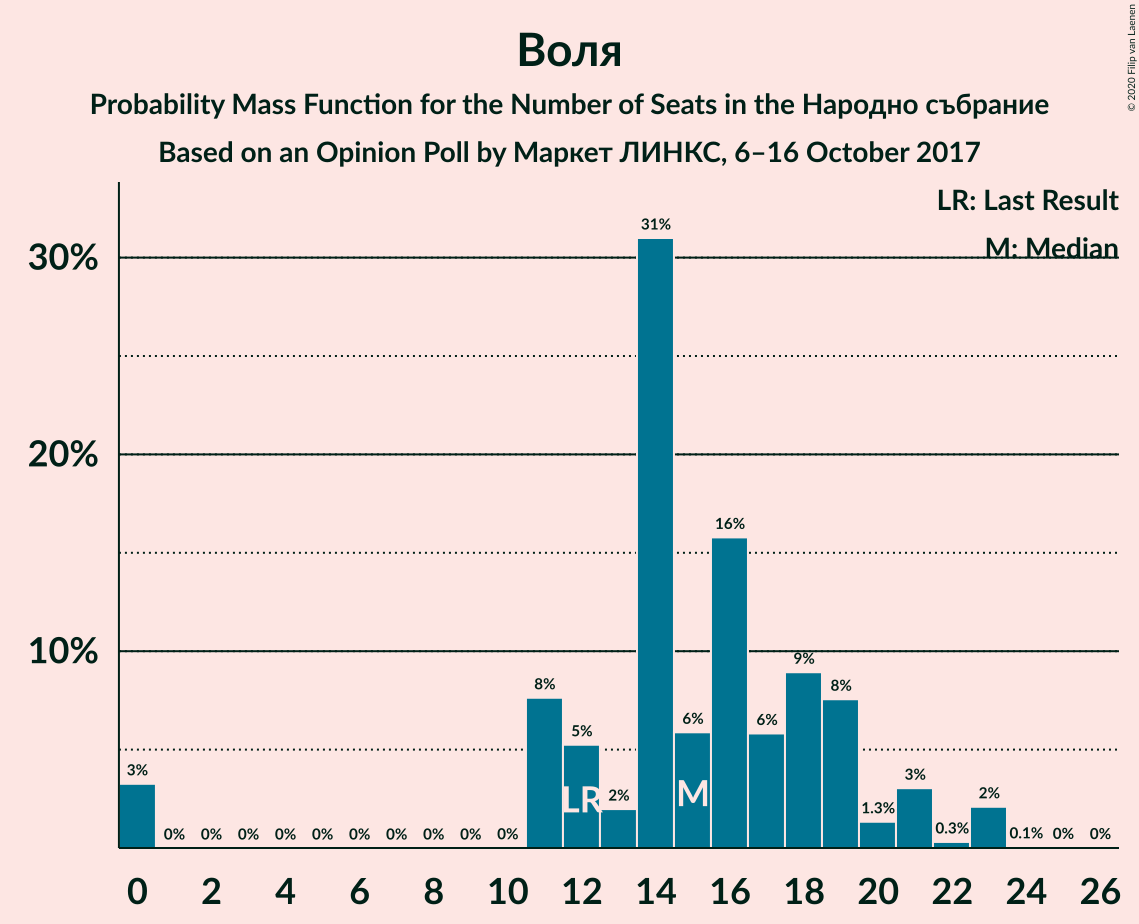 Воля
Probability Mass Function for the Number of Seats in the Народно събрание
Based on an Opinion Poll by Маркет ЛИНКС, 6–16 October 2017
© 2020 Filip van Laenen
LR: Last Result
M: Median
30%
20%
10%
3% 0% 0% 0% 0% 0% 0% 0% 0% 0% 0% 8% 5% 2% 31% 6% 16% 6% 9% 8% 1.3% 3% 0.3% 2% 0.1% 0% 0%
LR M
0 2 4 6 8 10 12 14 16 18 20 22 24 26